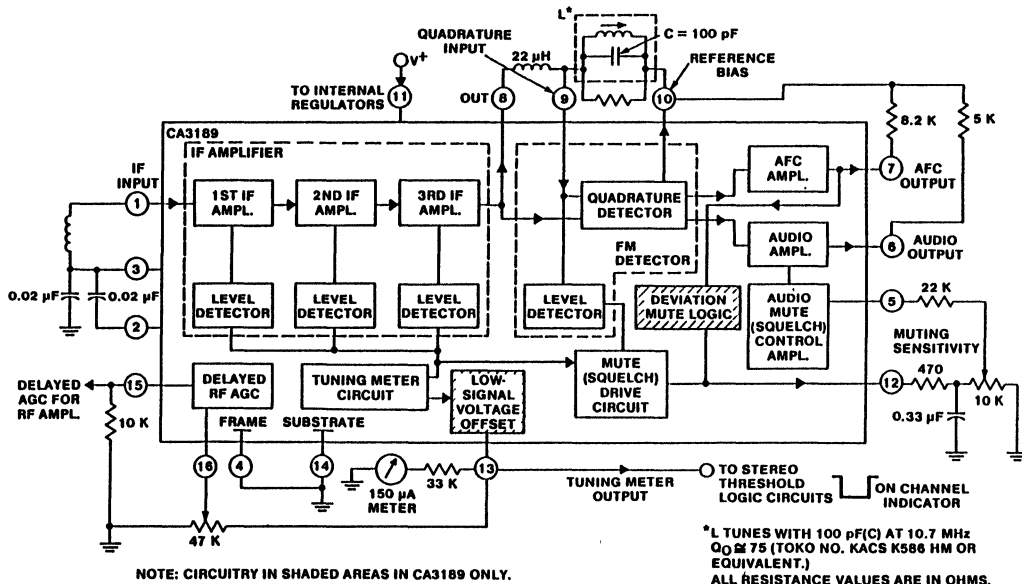 L*
C = 100 pF
QUADRATURE
INPUT
22 µH
REFERENCE
BIAS
V+
TO INTERNAL
REGULATORS
11
OUT
8
9
10
8.2 K
5 K
CA3189
IF AMPLIFIER
IF
INPUT
1
1ST IF
AMPL.
2ND IF
AMPL.
3RD IF
AMPL.
QUADRATURE
DETECTOR
AFC
AMPL.
7
AFC
OUTPUT
AUDIO
AMPL.
6
AUDIO
OUTPUT
FM
DETECTOR
3
0.02 µF
0.02 µF
2
LEVEL
DETECTOR
LEVEL
DETECTOR
LEVEL
DETECTOR
LEVEL
DETECTOR
DEVIATION
MUTE LOGIC
AUDIO
MUTE
(SQUELCH)
CONTROL
AMPL.
5
22 K
MUTING
SENSITIVITY
DELAYED
AGC FOR
RF AMPL.
15
DELAYED
RF AGC
TUNING METER
CIRCUIT
LOW-
SIGNAL
VOLTAGE
OFFSET
MUTE
(SQUELCH)
DRIVE
CIRCUIT
12
470
10 K
0.33 µF
10 K
FRAME
SUBSTRATE
16
4
14
150 µA
METER
33 K
13
TUNING METER
OUTPUT
TO STEREO
THRESHOLD
LOGIC CIRCUITS
ON CHANNEL
INDICATOR
47 K
*L TUNES WITH 100 pF(C) AT 10.7 MHz
QO ≅ 75 (TOKO NO. KACS K586 HM OR
EQUIVALENT.)
ALL RESISTANCE VALUES ARE IN OHMS.
NOTE: CIRCUITRY IN SHADED AREAS IN CA3189 ONLY.